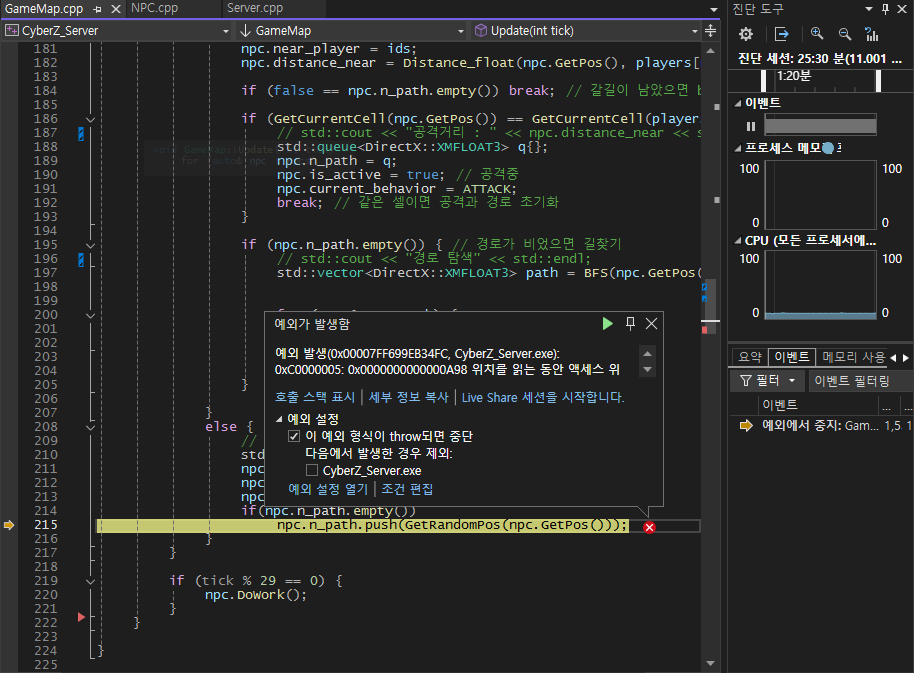 GameMap.cpp
NPC.cpp
Server.cpp
CyberZ_Server
GameMap
Update(int tick)
181 npc.near_player = ids;
182 npc.distance_near = Distance_float(npc.GetPos(), players[
183
184 if (false == npc.n_path.empty()) break; // 갈길이 남았으면
185
186 if (GetCurrentCell(npc.GetPos()) == GetCurrentCell(player
187 // std::cout << "공격거리 : " << npc.distance_near << s
188 std::queue<DirectX::XMFLOAT3> q{};
189 npc.n_path = q;
190 npc.is_active = true; // 공격중
191 npc.current_behavior = ATTACK;
192 break; // 같은 셀이면 공격과 경로 초기화
193 }
194
195 if (npc.n_path.empty()) { // 경로가 비었으면 길찾기
196 // std::cout << "경로 탐색" << std::endl;
197 std::vector<DirectX::XMFLOAT3> path = BFS(npc.GetPos(
198
199
200
201
202
203
204
205 }
206
207 }
208 else {
209 //
210 std
211 npc
212 npc
213 npc
214 if(npc.n_path.empty())
215 npc.n_path.push(GetRandomPos(npc.GetPos()));
216 }
217 }
218
219 if (tick % 29 == 0) {
220 npc.DoWork();
221 }
222 }
223
224 }
225
예외가 발생함
예외 발생(0x00007FF699EB34FC, CyberZ_Server.exe):
0xC0000005: 0x0000000000000A98 위치를 읽는 동안 액세스 위
호출 스택 표시 | 세부 정보 복사 | Live Share 세션을 시작합니다.
예외 설정
이 예외 형식이 throw되면 중단
다음에서 발생한 경우 제외:
CyberZ_Server.exe
예외 설정 열기 | 조건 편집
진단 도구
진단 세션: 25:30 분(11.001 ...
1:20분
이벤트
프로세스 메모
100 100
0 0
CPU (모든 프로세서에...
100 100
0 0
요약 이벤트 메모리 사용
필터 이벤트 필터링
이벤트 ... ...
예외에서 중지: Gam... 1,5 1